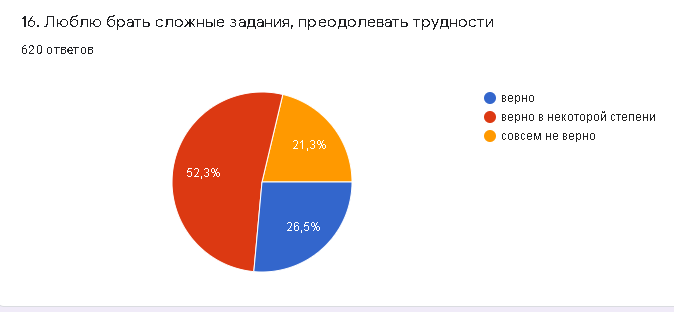 16. Люблю брать сложные задания, преодолевать трудности
620 ответов
верно
верно в некоторой степени
совсем не верно
21,3%
52,3%
26,5%